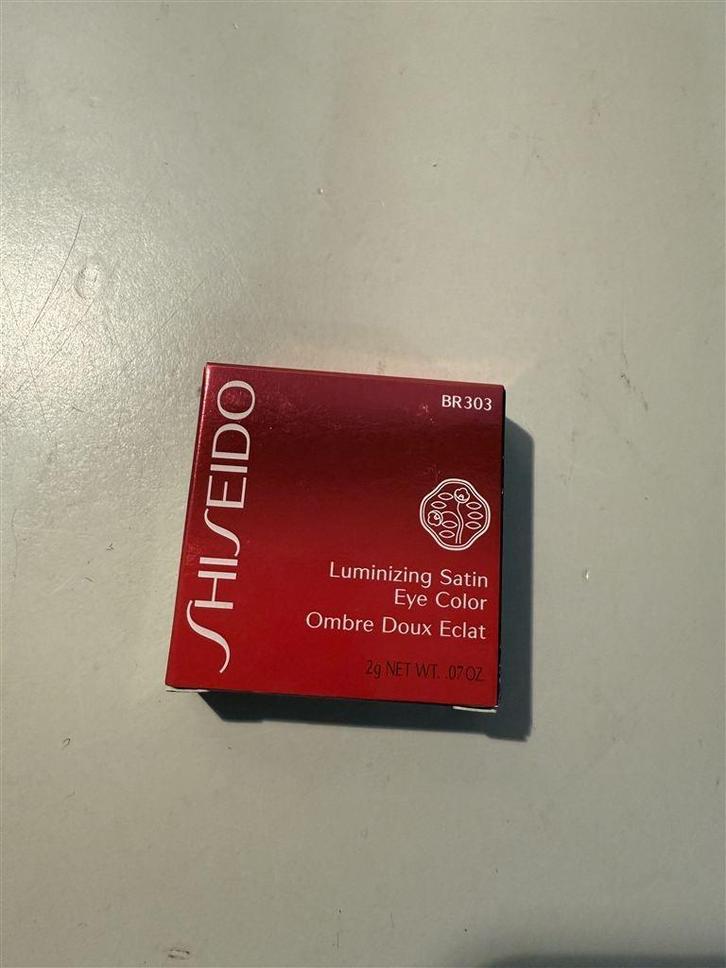 SHISEIDO
BR303
Luminizing Satin
Eye Color
Ombre Doux Eclat
2g NET WT. .07 OZ.